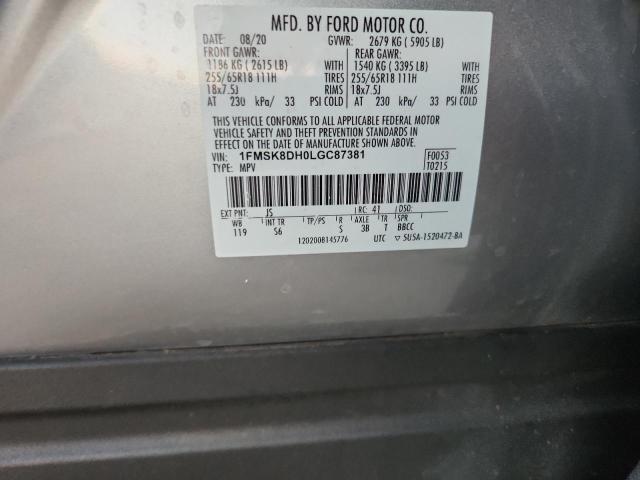 MFD. BY FORD MOTOR CO.
DATE: 08/20 GVWR: 2679 KG (5905 LB)
FRONT GAWR: REAR GAWR:
1186 KG (2615 LB) WITH 1540 KG (3395 LB) WITH
255/65R18 111H TIRES 255/65R18 111H TIRES
18x7.5J RIMS 18x7.5J RIMS
AT 230 kPa/ 33 PSI COLD AT 230 kPa/ 33 PSI COLD
THIS VEHICLE CONFORMS TO ALL APPLICABLE FEDERAL MOTOR
VEHICLE SAFETY AND THEFT PREVENTION STANDARDS IN
EFFECT ON THE DATE OF MANUFACTURE SHOWN ABOVE.
VIN: 1FMSK8DH0LGC87381 F0053
TYPE: MPV T0215
EXT PNT: JS RC: 41 DSO:
WB INT TR TP/PS R AXLE TR SPR
119 S6 S 3B T BBCC
1202008145776 UTC ▽ 5U5A-1520472-BA